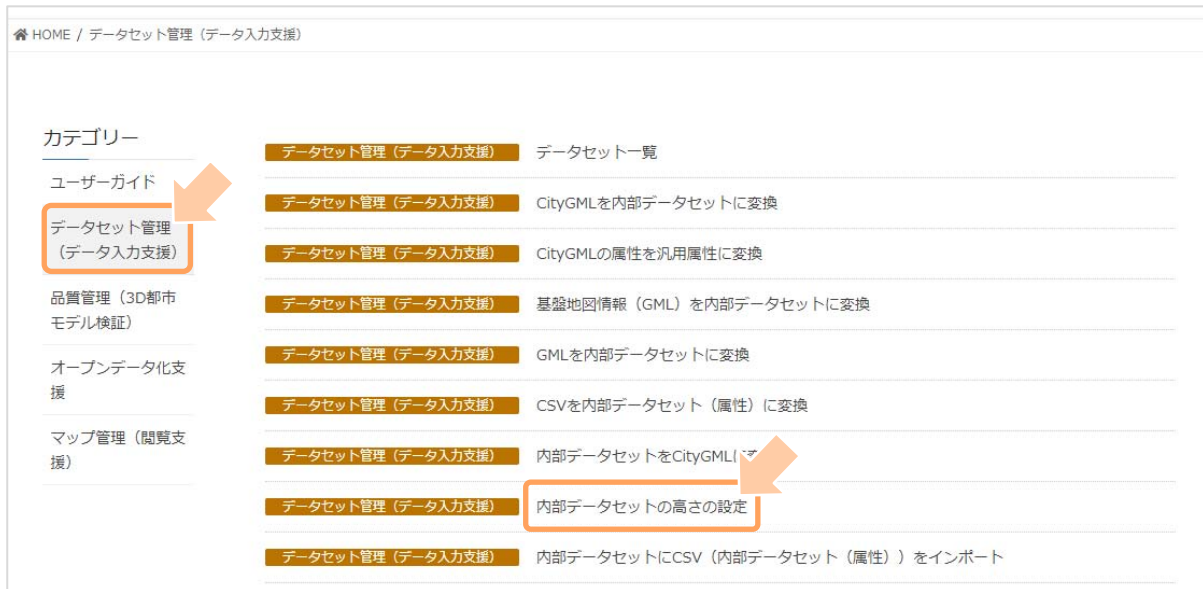 HOME / データセット管理（データ入力支援）
カテゴリー
ユーザーガイド
データセット管理
（データ入力支援）
品質管理（3D都市
モデル検証）
オープンデータ化支
援
マップ管理（閲覧支
援）
データセット管理（データ入力支援） データセット一覧
データセット管理（データ入力支援） CityGMLを内部データセットに変換
データセット管理（データ入力支援） CityGMLの属性を汎用属性に変換
データセット管理（データ入力支援） 基盤地図情報（GML）を内部データセットに変換
データセット管理（データ入力支援） GMLを内部データセットに変換
データセット管理（データ入力支援） CSVを内部データセット（属性）に変換
データセット管理（データ入力支援） 内部データセットをCityGML
データセット管理（データ入力支援） 内部データセットの高さの設定
データセット管理（データ入力支援） 内部データセットにCSV（内部データセット（属性））をインポート